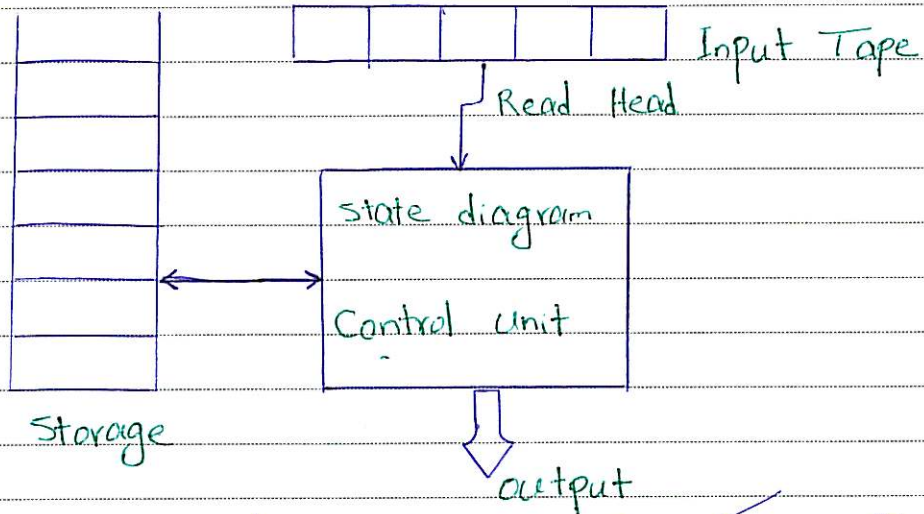 Input Tape
Read Head
State diagram
Control Unit
Storage
output